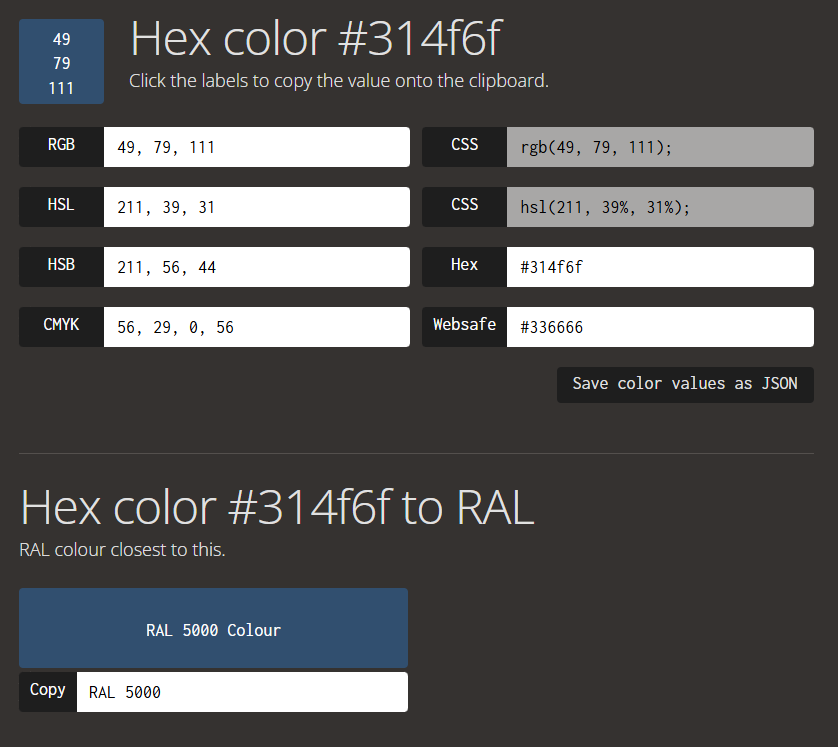 49
79
111
Hex color #314f6f
Click the labels to copy the value onto the clipboard.
RGB 49, 79, 111 CSS rgb(49, 79, 111);
HSL 211, 39, 31 CSS hsl(211, 39%, 31%);
HSB 211, 56, 44 Hex #314f6f
CMYK 56, 29, 0, 56 Websafe #336666
Save color values as JSON
Hex color #314f6f to RAL
RAL colour closest to this.
RAL 5000 Colour
Copy RAL 5000